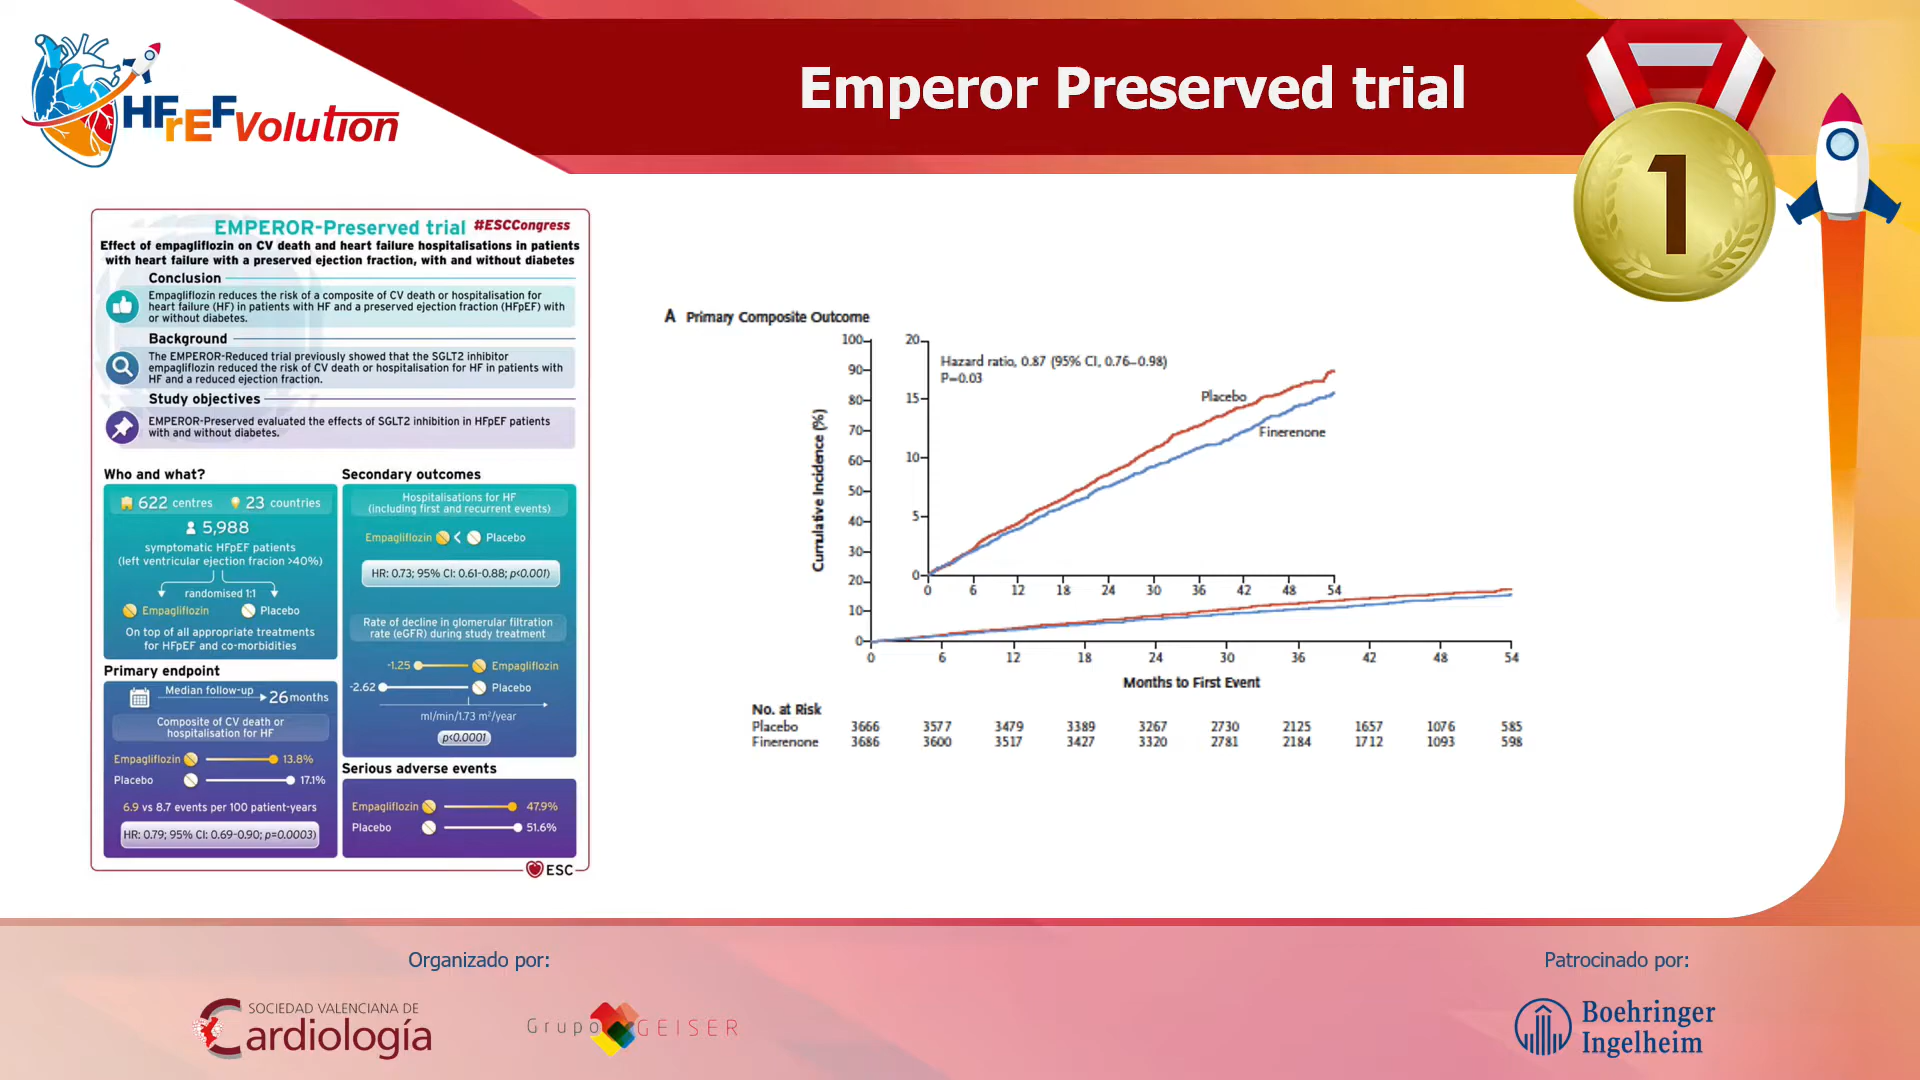 HFrEFVolution
Emperor Preserved trial
1
EMPEROR-Preserved trial #ESCCongress
Effect of empagliflozin on CV death and heart failure hospitalisations in patients
with heart failure with a preserved ejection fraction, with and without diabetes
Conclusion
Empagliflozin reduces the risk of a composite of CV death or hospitalisation for
heart failure (HF) in patients with HF and a preserved ejection fraction (HFpEF) with
or without diabetes.
Background
The EMPEROR-Reduced trial previously showed that the SGLT2 inhibitor
empagliflozin reduced the risk of CV death or hospitalisation for HF in patients with
HF and a reduced ejection fraction.
Study objectives
EMPEROR-Preserved evaluated the effects of SGLT2 inhibition in HFpEF patients
with and without diabetes.
Who and what?
622 centres 23 countries
5,988
symptomatic HFpEF patients
(left ventricular ejection fracion >40%)
randomised 1:1
Empagliflozin Placebo
On top of all appropriate treatments
for HFpEF and co-morbidities
Primary endpoint
Median follow-up 26 months
Composite of CV death or
hospitalisation for HF
Empagliflozin 13.8%
Placebo 17.1%
6.9 vs 8.7 events per 100 patient-years
HR: 0.79; 95% CI: 0.69-0.90; p=0.0003)
Secondary outcomes
Hospitalisations for HF
(including first and recurrent events)
Empagliflozin < Placebo
HR: 0.73; 95% CI: 0.61-0.88; p<0.001)
Rate of decline in glomerular filtration
rate (eGFR) during study treatment
-1.25 Empagliflozin
-2.62 Placebo
ml/min/1.73 m²/year
p<0.0001
Serious adverse events
Empagliflozin 47.9%
Placebo 51.6%
ESC
A Primary Composite Outcome
Cumulative Incidence (%)
100
90
80
70
60
50
40
30
20
10
0
20
15
10
5
0
Hazard ratio, 0.87 (95% CI, 0.76–0.98)
P=0.03
Placebo
Finerenone
0 6 12 18 24 30 36 42 48 54
0 6 12 18 24 30 36 42 48 54
Months to First Event
No. at Risk
Placebo 3666 3577 3479 3389 3267 2730 2125 1657 1076 585
Finerenone 3686 3600 3517 3427 3320 2781 2184 1712 1093 598
Organizado por:
SOCIEDAD VALENCIANA DE
Cardiología
Grupo GEISER
Patrocinado por:
Boehringer
Ingelheim